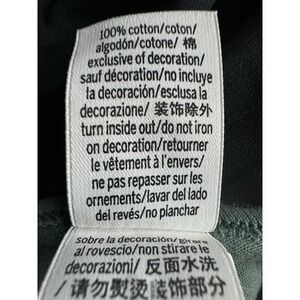 100% cotton/coton/
algodón/cotone/ 棉
exclusive of decoration/
sauf décoration/no incluye
la decoración/esclusa la
decorazione/ 装饰除外
turn inside out/do not iron
on decoration/retourner
le vêtement à l'envers/
ne pas repasser sur les
ornements/lavar del lado
del revés/no planchar
sobre la decoración/girare
al rovescio/non stirare le
decorazioni/ 反面水洗
/ 请勿熨烫装饰部分